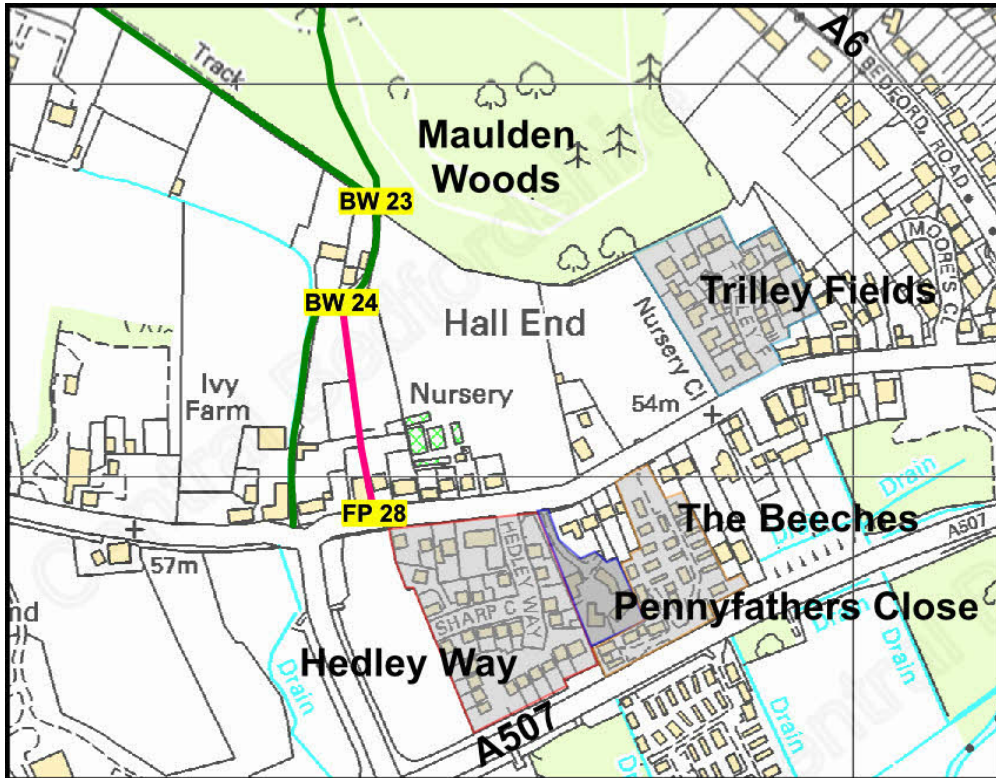 A6
BEDFORD ROAD
Track
Maulden
Woods
BW 23
MOORE'S CL
BW 24
Trilley Fields
Hall End
Nursery Cl
Ivy
Farm
Nursery
54m
Drain
FP 28
The Beeches
A507
57m
HEDLEY WAY
SHARP C
Pennyfathers Close
Drain
nd
Hedley Way
Drain
Drain
A507
Drain
Drain